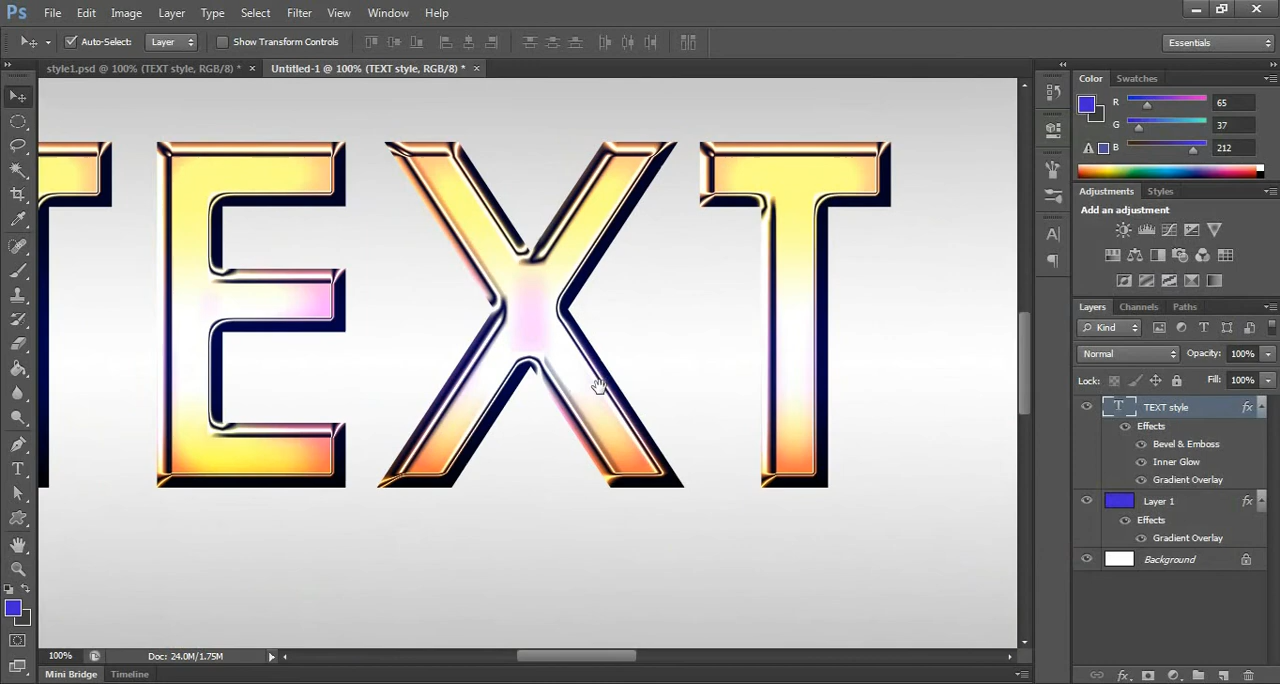 Ps File Edit Image Layer Type Select Filter View Window Help
Auto-Select: Layer Show Transform Controls Essentials
style1.psd @ 100% (TEXT style, RGB/8) * × Untitled-1 @ 100% (TEXT style, RGB/8) * ×
Color Swatches
R 65
G 37
B 212
Adjustments Styles
Add an adjustment
TEXT
Layers Channels Paths
Kind
Normal Opacity: 100%
Lock: Fill: 100%
T TEXT style fx
Effects
Bevel & Emboss
Inner Glow
Gradient Overlay
Layer 1 fx
Effects
Gradient Overlay
Background
100% Doc: 24.0M/1.75M
Mini Bridge Timeline